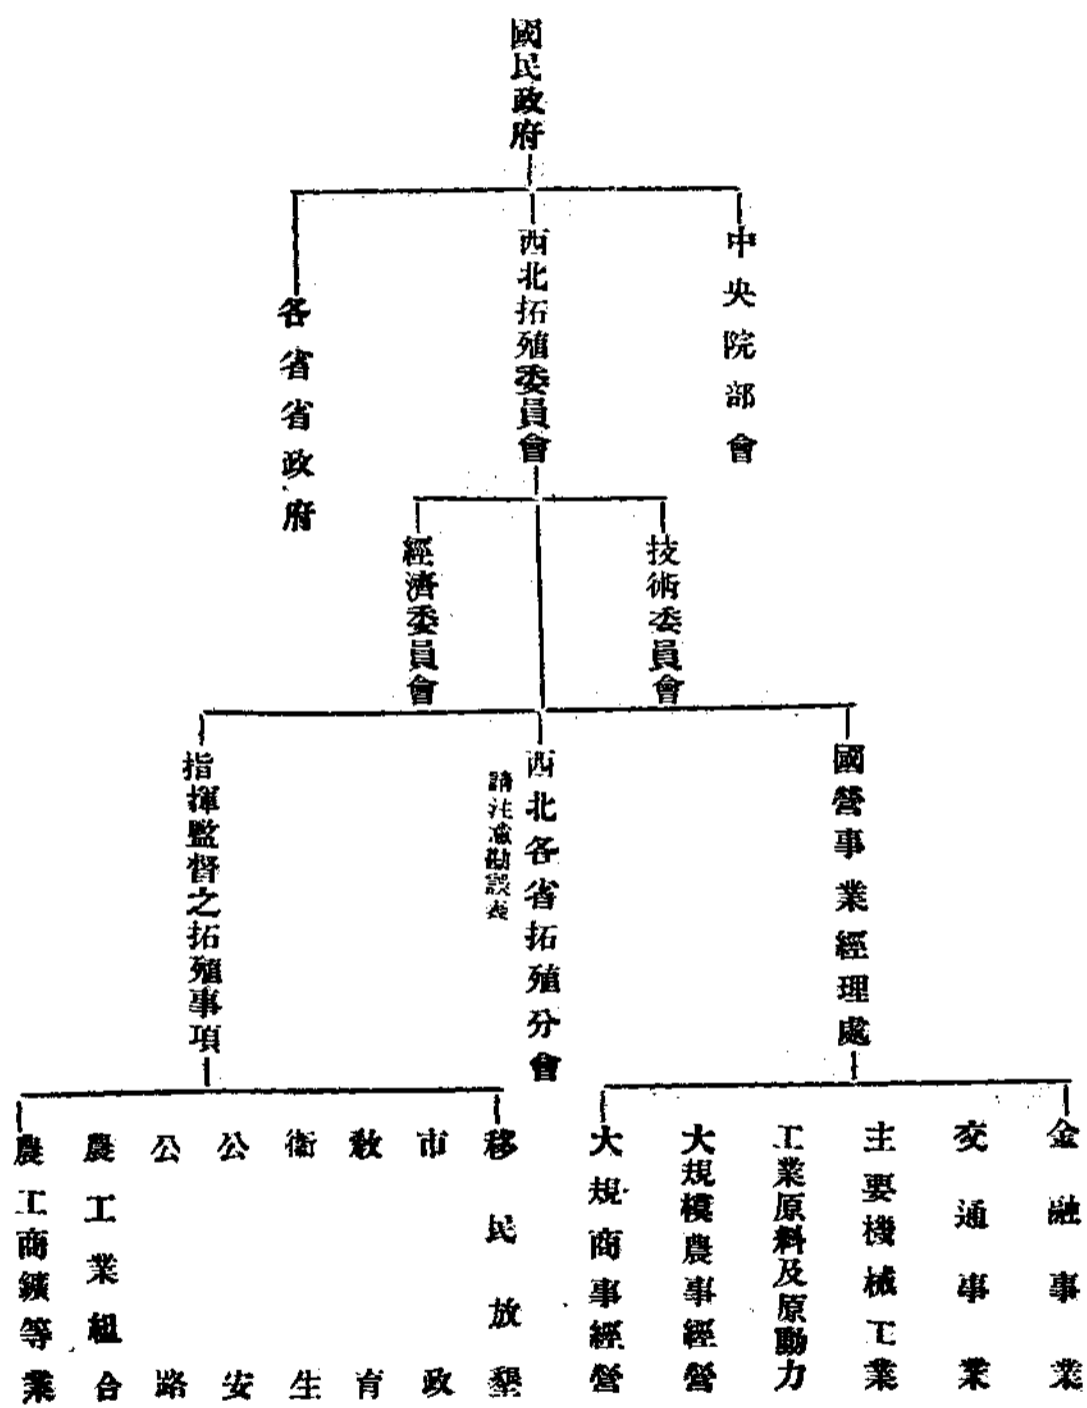 國民政府
中央院部會
西北拓殖委員會
各省省政府
技術委員會
經濟委員會
國營事業經理處
西北各省拓殖分會
請注意勘誤表
指揮監督之拓殖事項
金融事業
交通事業
主要機械工業
工業原料及原動力
大規模農事經營
大規商事經營
移民放墾
市政
教育
衛生
公安
公路
農工業組合
農工商鑛等業